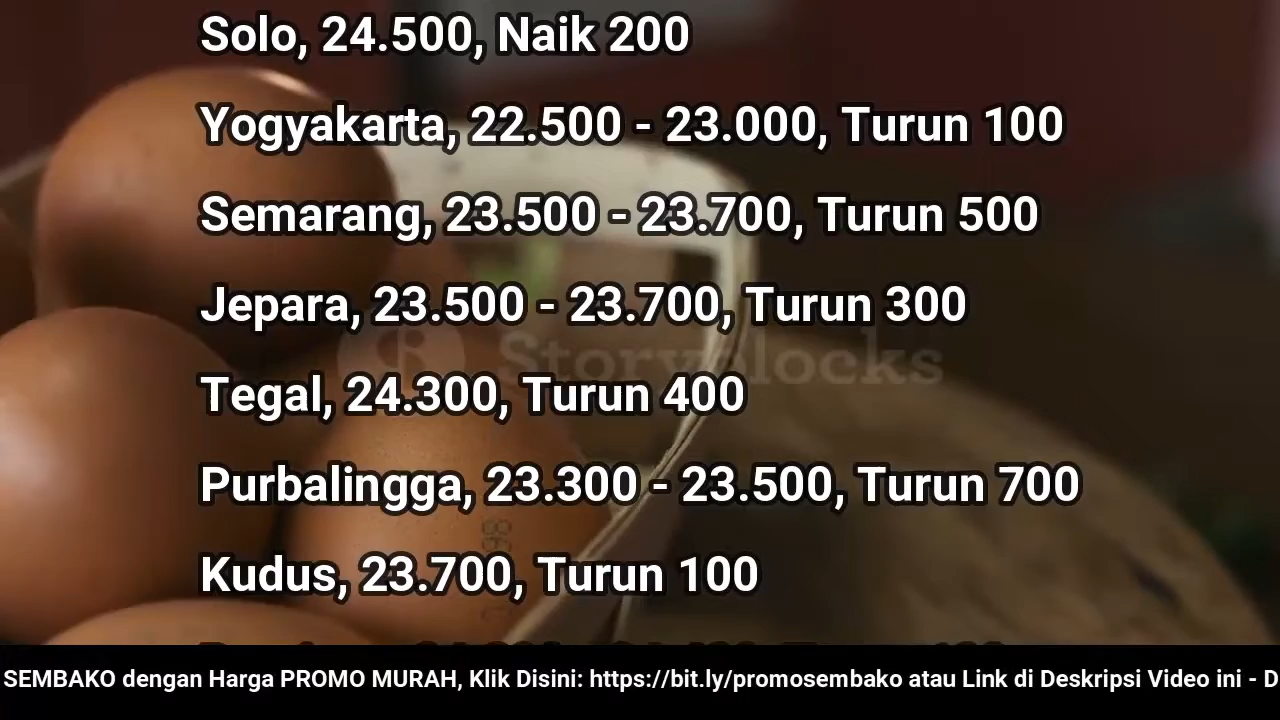 Solo, 24.500, Naik 200
Yogyakarta, 22.500 - 23.000, Turun 100
Semarang, 23.500 - 23.700, Turun 500
Jepara, 23.500 - 23.700, Turun 300
Storyblocks
Tegal, 24.300, Turun 400
Purbalingga, 23.300 - 23.500, Turun 700
Kudus, 23.700, Turun 100
SEMBAKO dengan Harga PROMO MURAH, Klik Disini: https://bit.ly/promosembako atau Link di Deskripsi Video ini - D